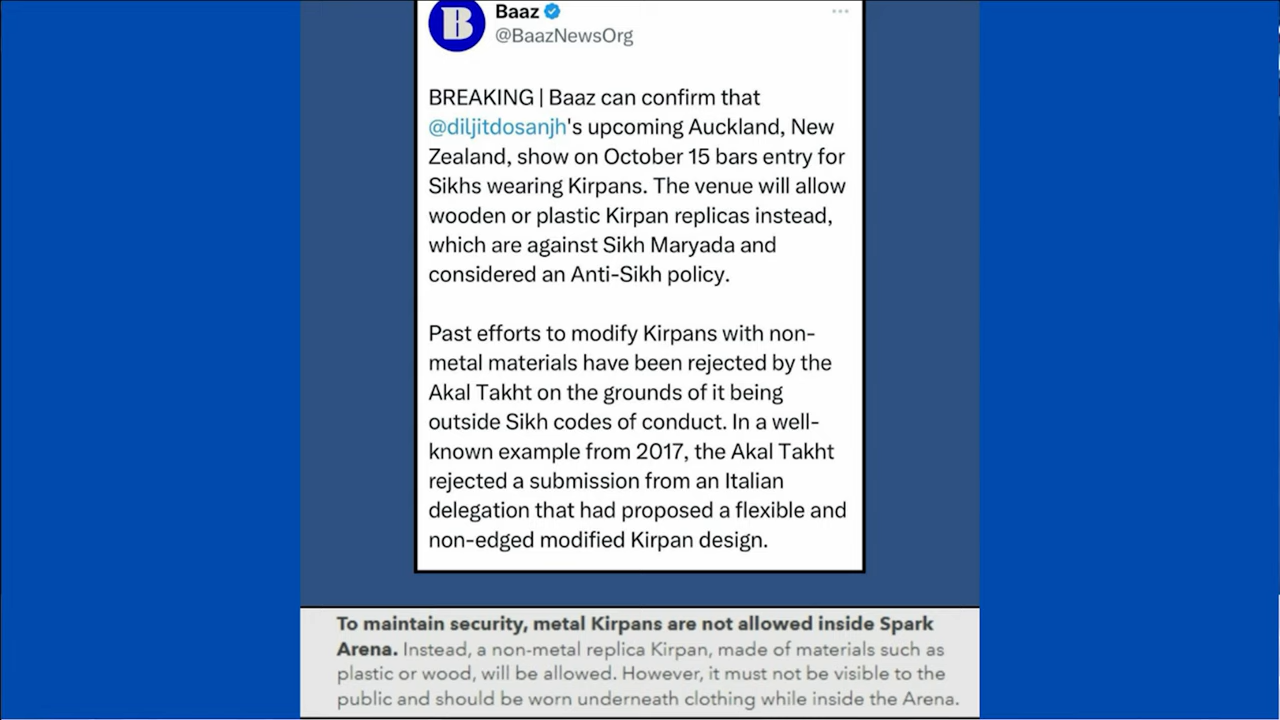 Baaz
@BaazNewsOrg
BREAKING | Baaz can confirm that
@diljitdosanjh's upcoming Auckland, New
Zealand, show on October 15 bars entry for
Sikhs wearing Kirpans. The venue will allow
wooden or plastic Kirpan replicas instead,
which are against Sikh Maryada and
considered an Anti-Sikh policy.
Past efforts to modify Kirpans with non-
metal materials have been rejected by the
Akal Takht on the grounds of it being
outside Sikh codes of conduct. In a well-
known example from 2017, the Akal Takht
rejected a submission from an Italian
delegation that had proposed a flexible and
non-edged modified Kirpan design.
To maintain security, metal Kirpans are not allowed inside Spark
Arena. Instead, a non-metal replica Kirpan, made of materials such as
plastic or wood, will be allowed. However, it must not be visible to the
public and should be worn underneath clothing while inside the Arena.